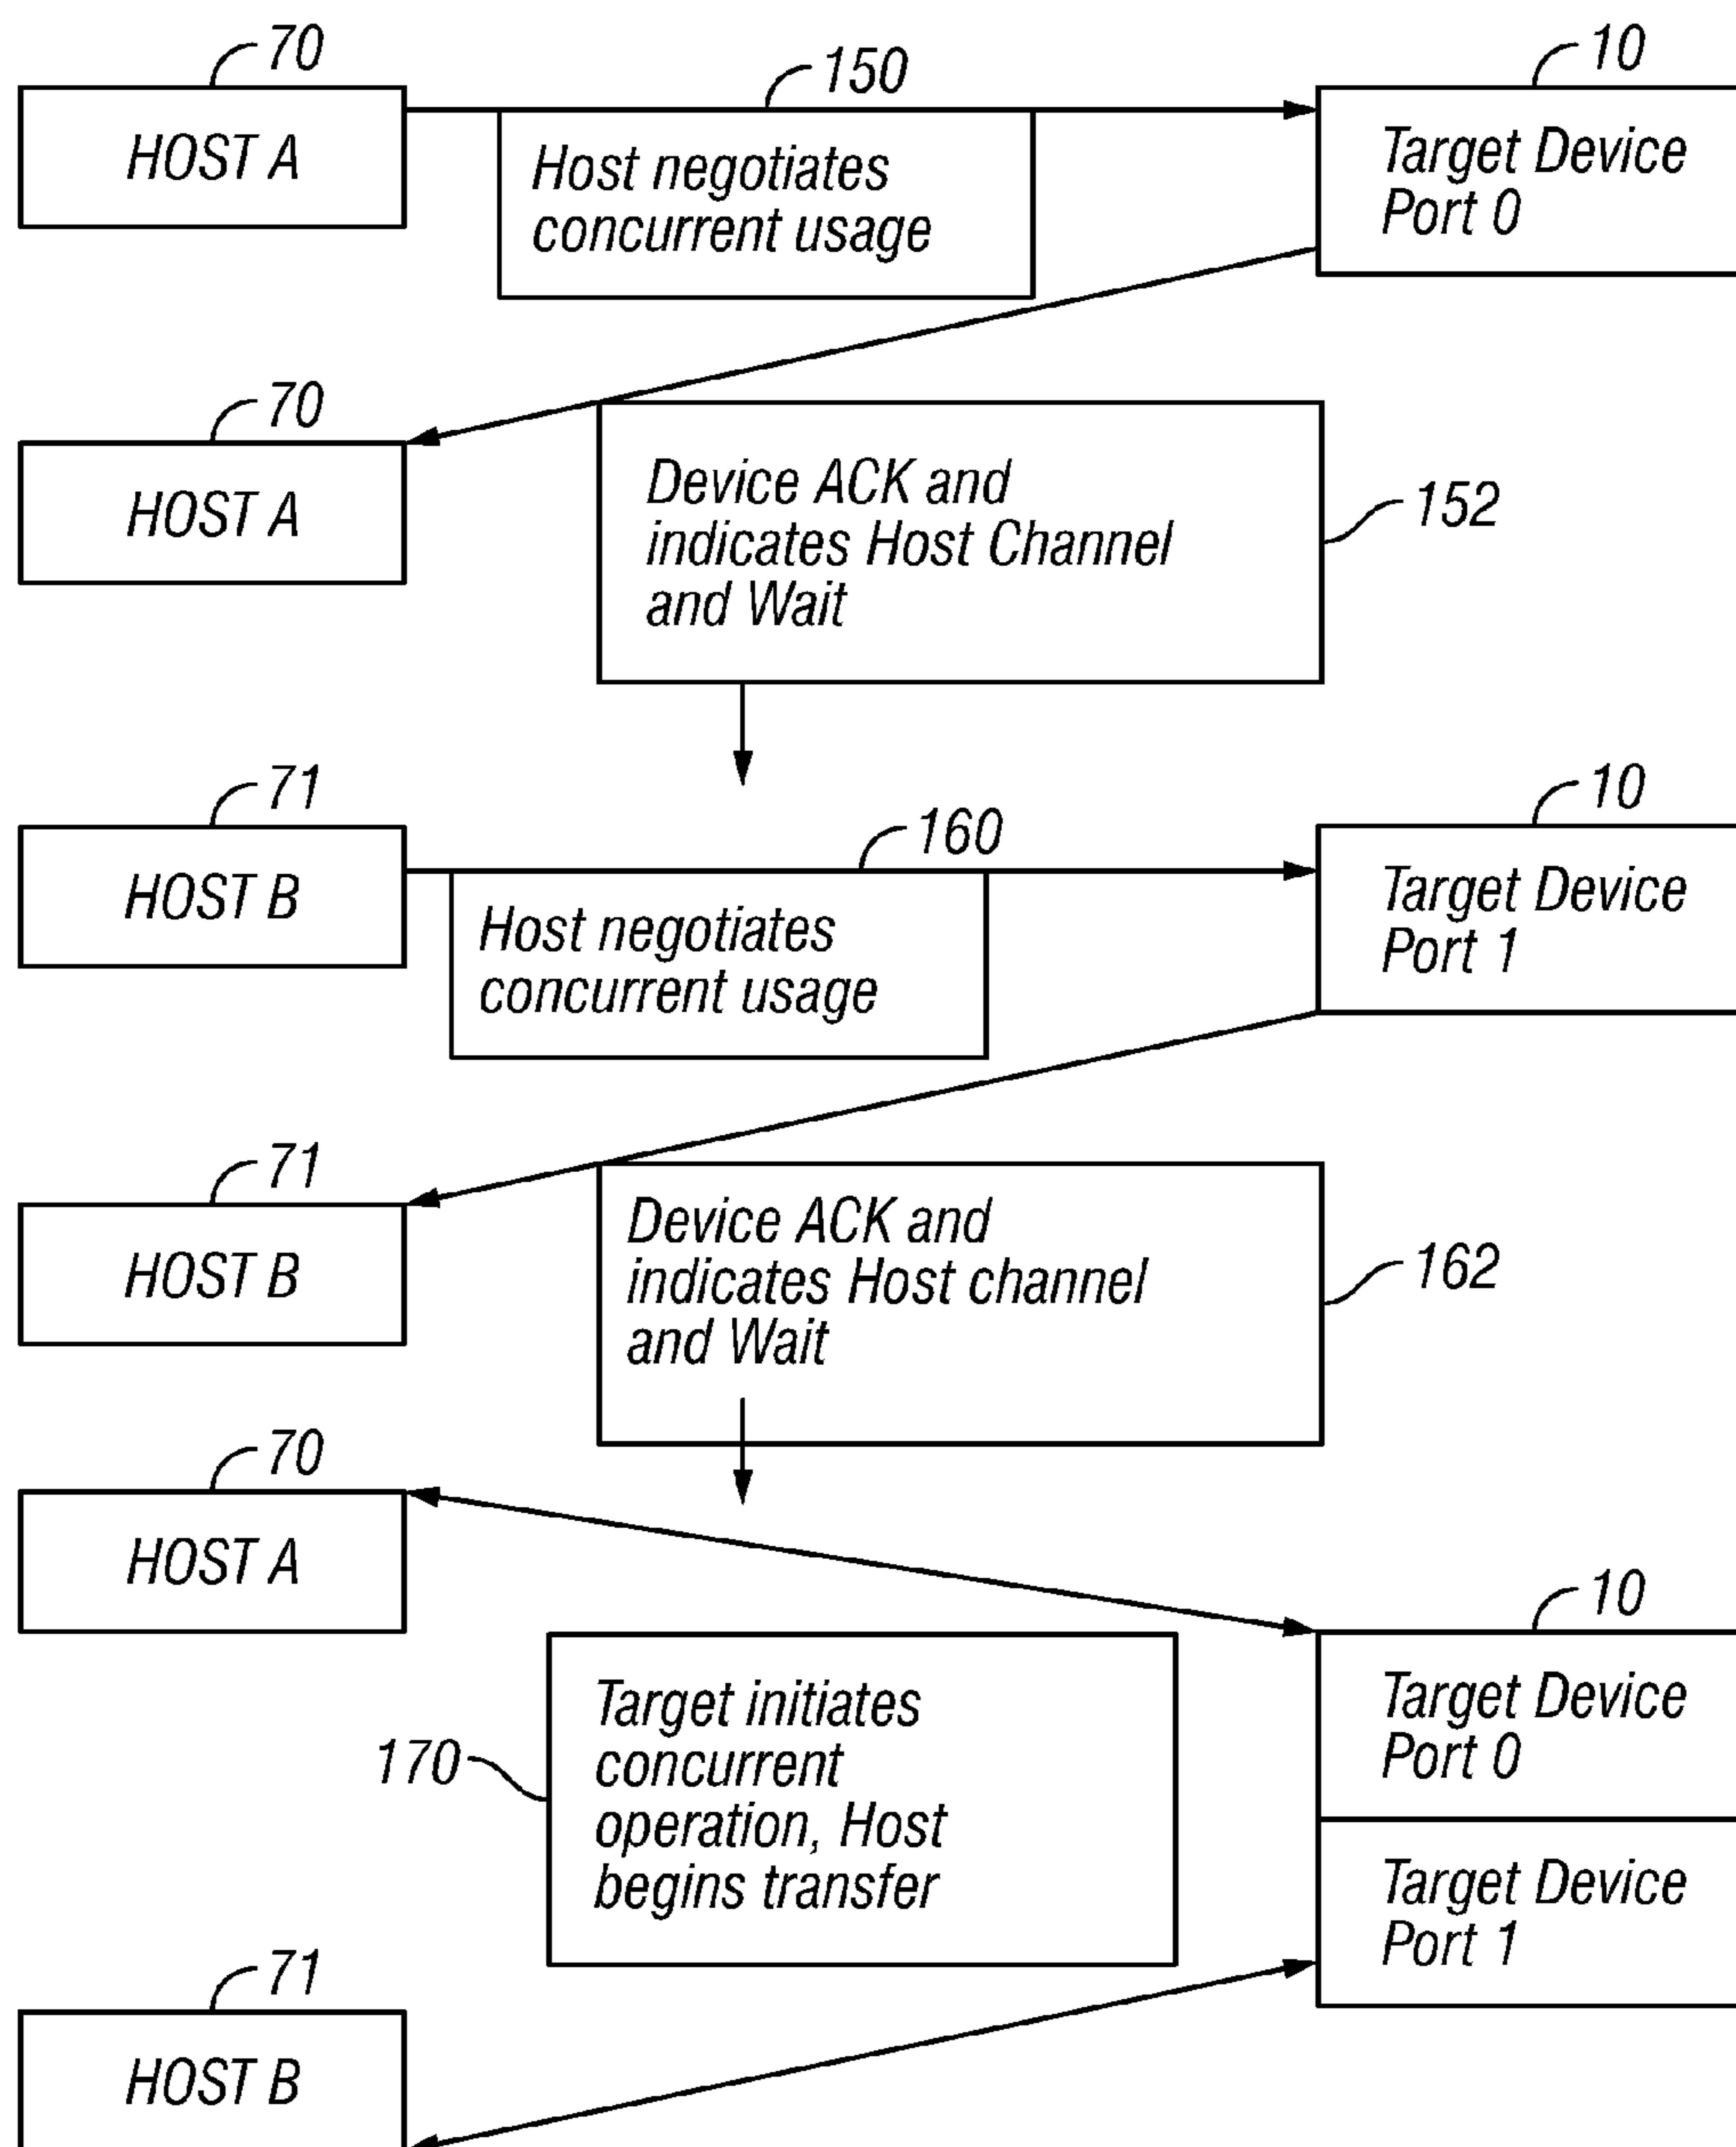 70
150
10
HOST A
Host negotiates
concurrent usage
Target Device
Port 0
70
HOST A
Device ACK and
indicates Host Channel
and Wait
152
71
160
10
HOST B
Host negotiates
concurrent usage
Target Device
Port 1
71
HOST B
Device ACK and
indicates Host channel
and Wait
162
70
HOST A
10
Target Device
Port 0
170
Target initiates
concurrent
operation, Host
begins transfer
Target Device
Port 1
71
HOST B